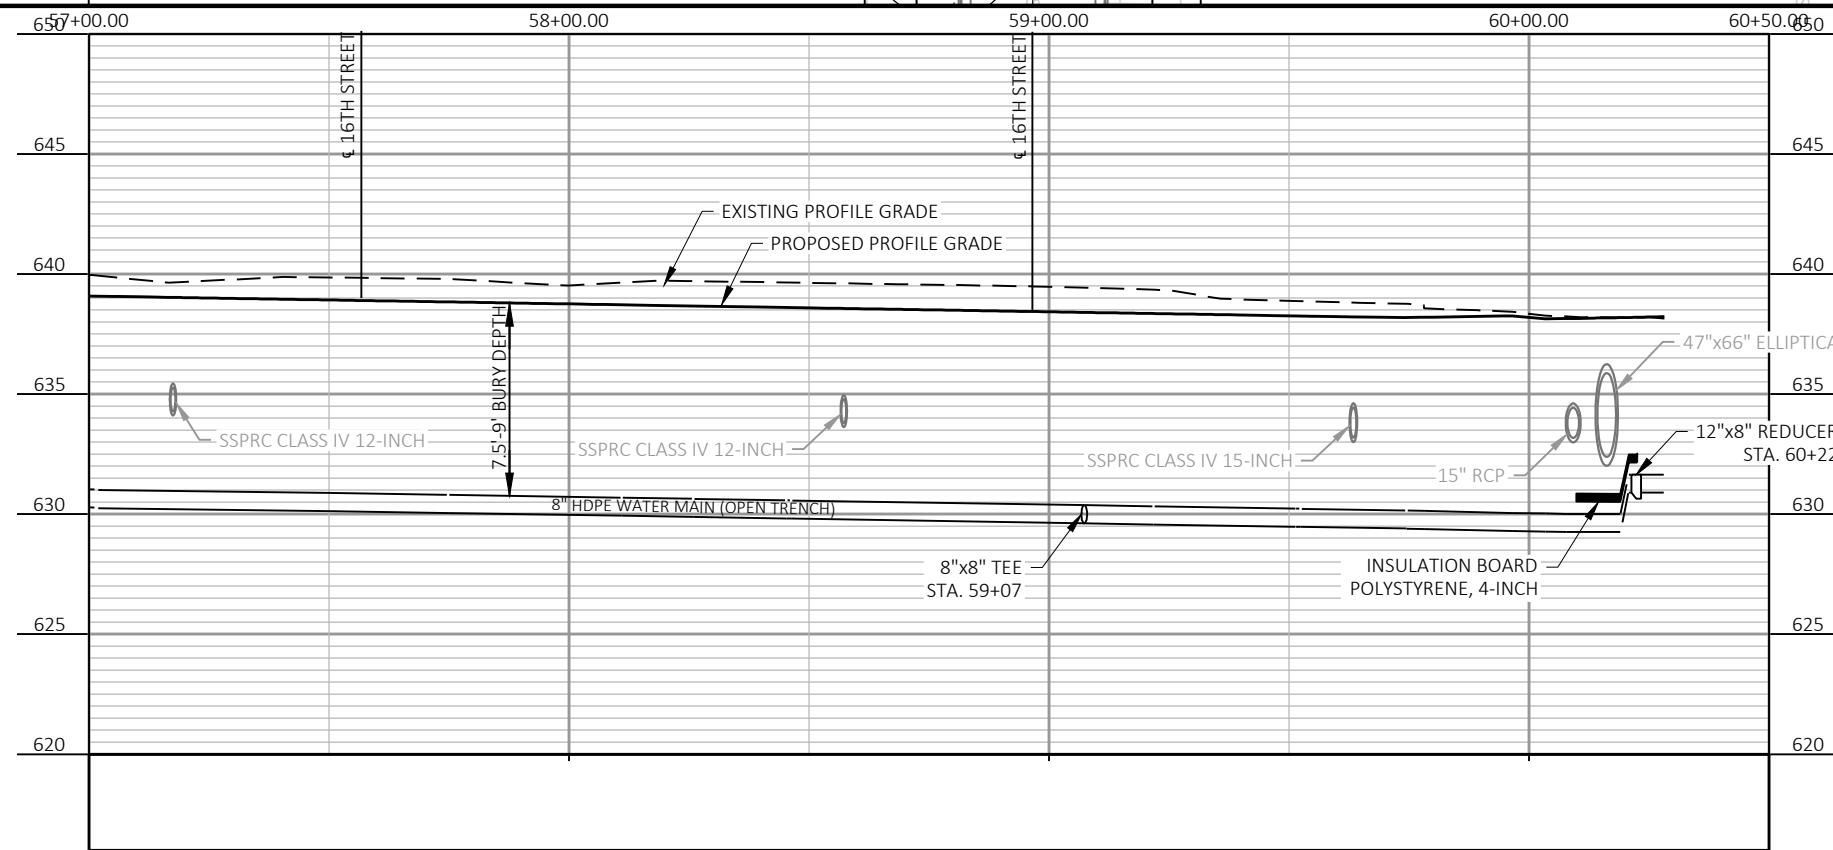 57+00.00 58+00.00 59+00.00 60+00.00 60+50.00
650 650
℄ 16TH STREET
℄ 16TH STREET
645 645
EXISTING PROFILE GRADE
PROPOSED PROFILE GRADE
640 640
7.5'-9' BURY DEPTH
47"x66" ELLIPTICA
635 635
SSPRC CLASS IV 12-INCH
SSPRC CLASS IV 12-INCH
SSPRC CLASS IV 15-INCH
15" RCP
12"x8" REDUCER
STA. 60+22
630 630
8" HDPE WATER MAIN (OPEN TRENCH)
8"x8" TEE
STA. 59+07
INSULATION BOARD
POLYSTYRENE, 4-INCH
625 625
620 620